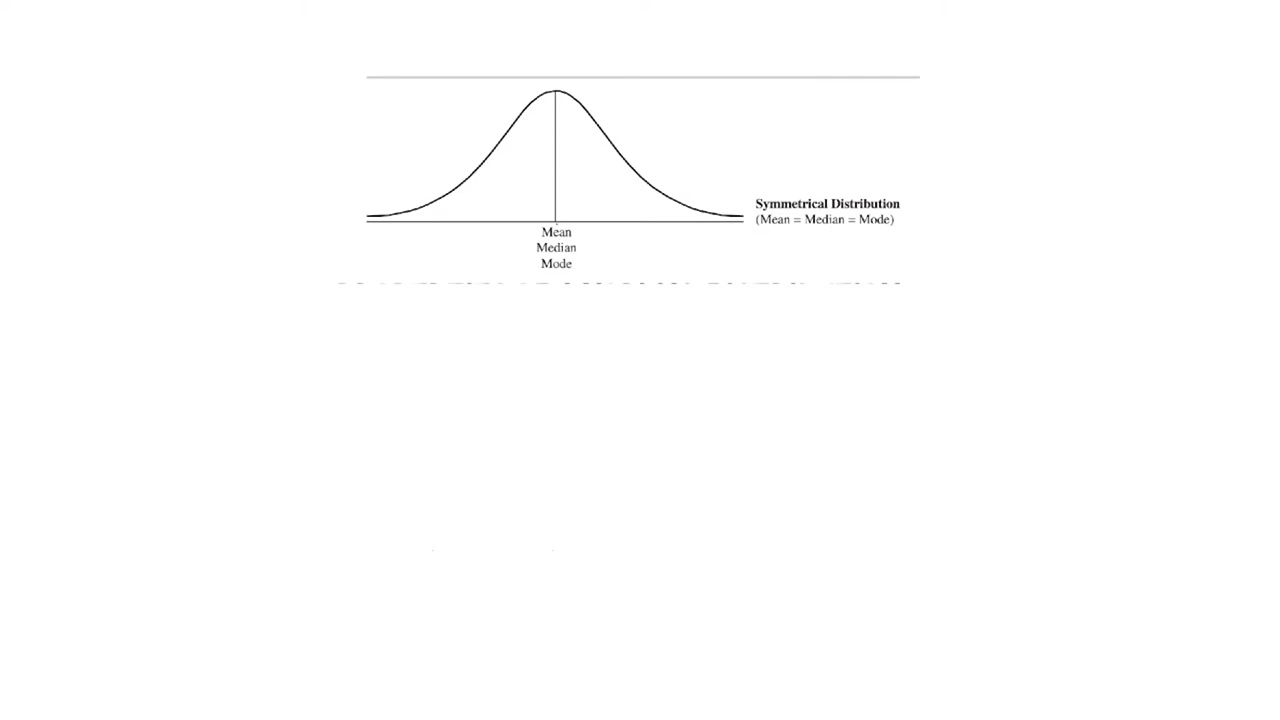 Symmetrical Distribution
(Mean = Median = Mode)
Mean
Median
Mode